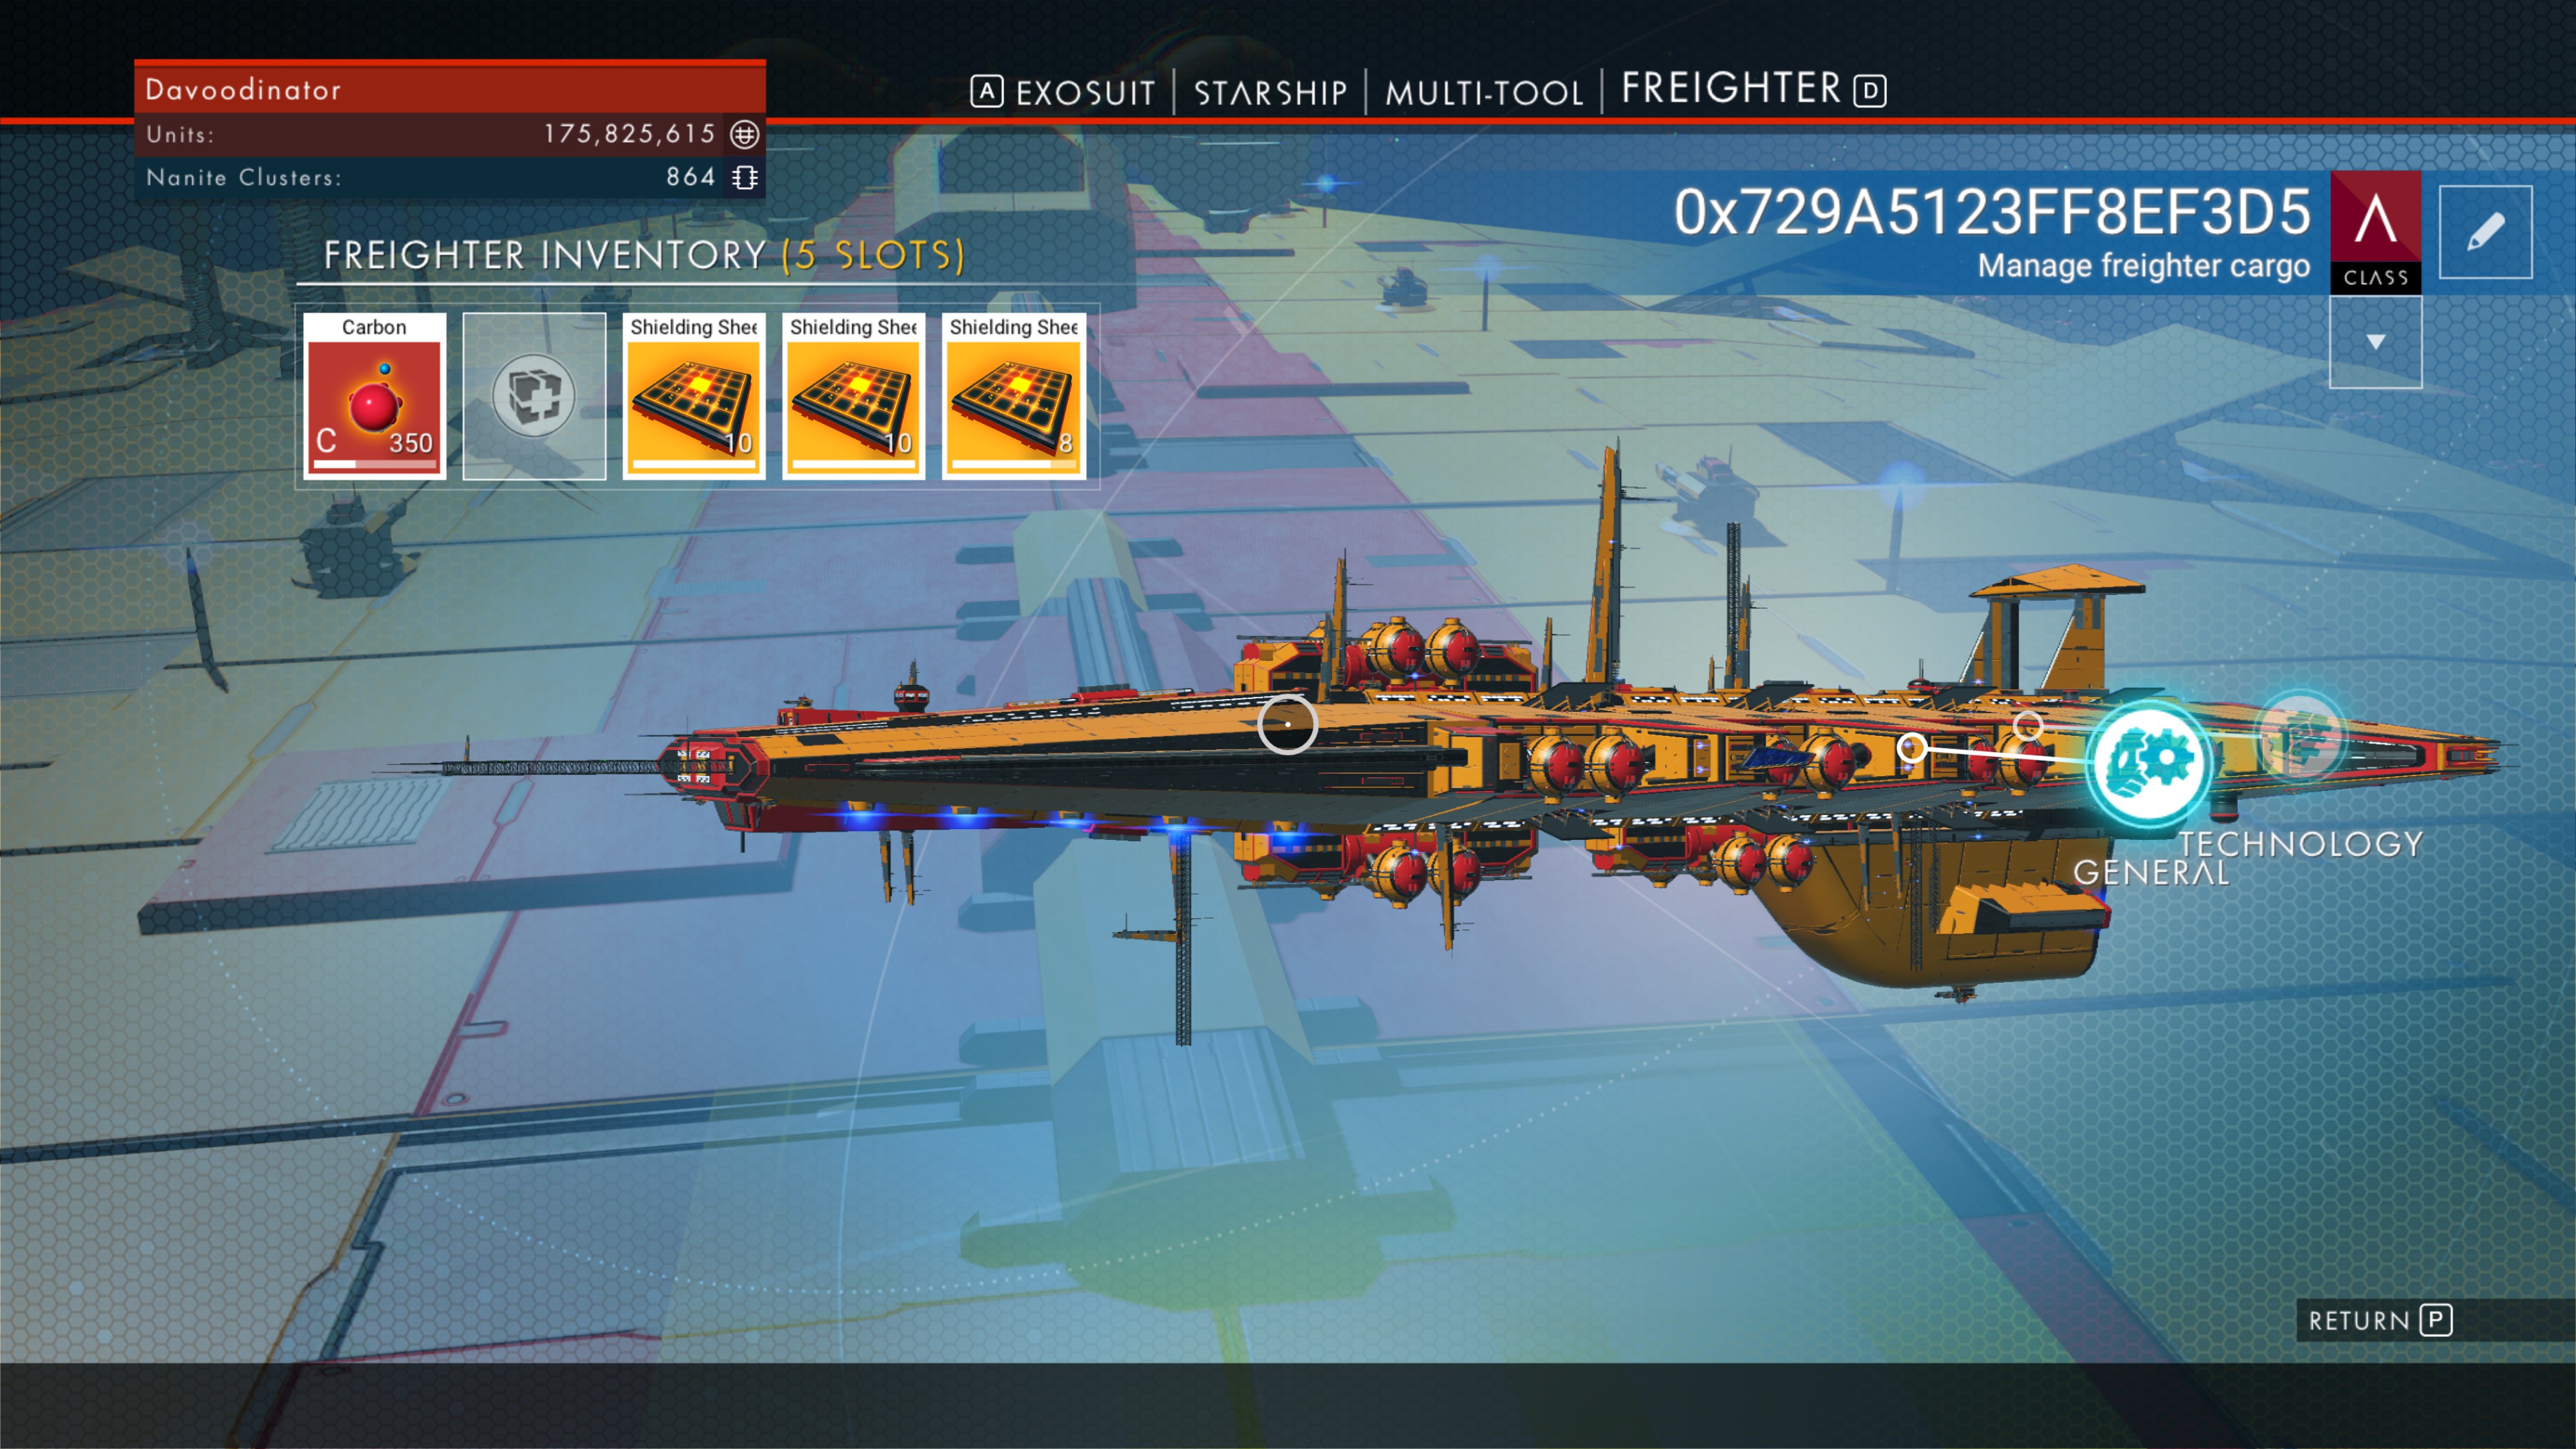 Davoodinator
Units: 175,825,615
Nanite Clusters: 864
A EXOSUIT STARSHIP MULTI-TOOL FREIGHTER D
0x729A5123FF8EF3D5
Manage freighter cargo
A
CLASS
FREIGHTER INVENTORY (5 SLOTS)
Carbon
C 350
Shielding Shee
10
Shielding Shee
10
Shielding Shee
8
TECHNOLOGY
GENERAL
RETURN P